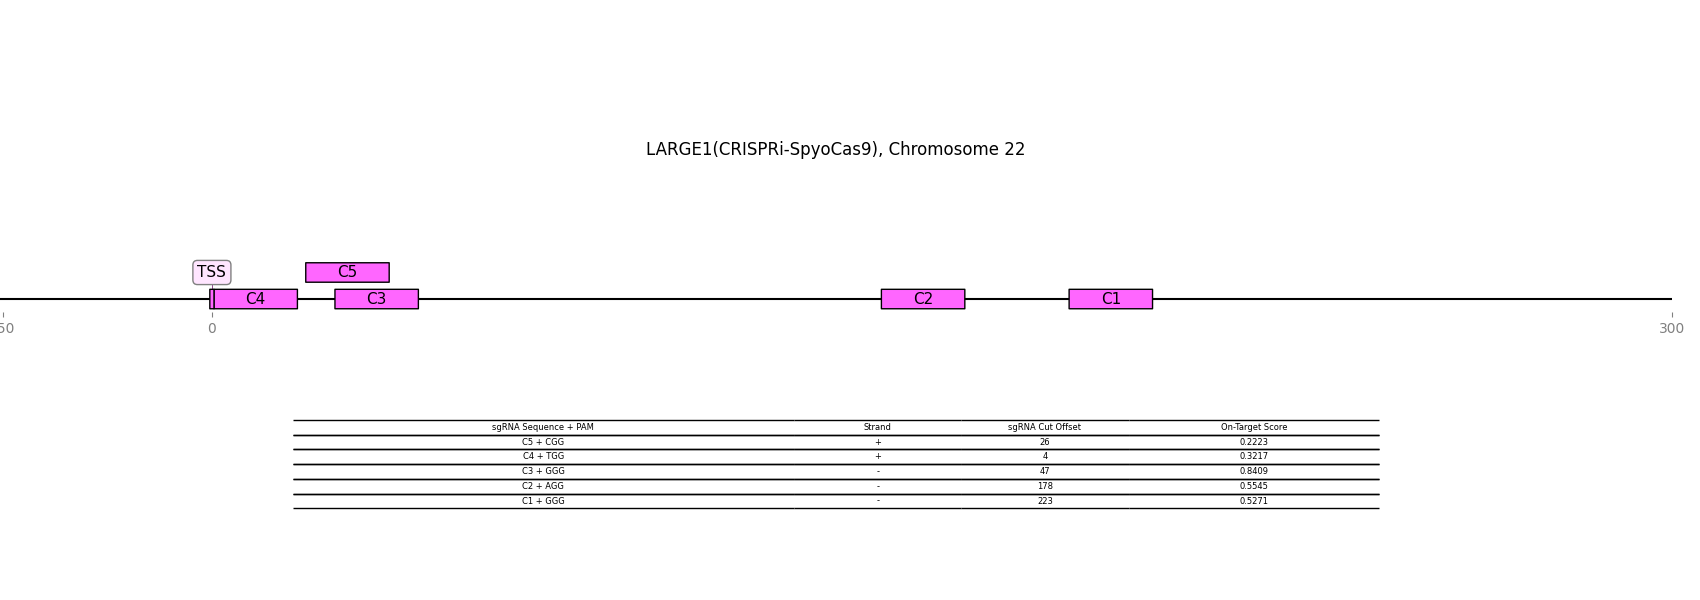 LARGE1(CRISPRi-SpyoCas9), Chromosome 22
TSS C5
C4 C3 C2 C1
50 0 300
sgRNA Sequence + PAM Strand sgRNA Cut Offset On-Target Score
C5 + CGG + 26 0.2223
C4 + TGG + 4 0.3217
C3 + GGG - 47 0.8409
C2 + AGG - 178 0.5545
C1 + GGG - 223 0.5271